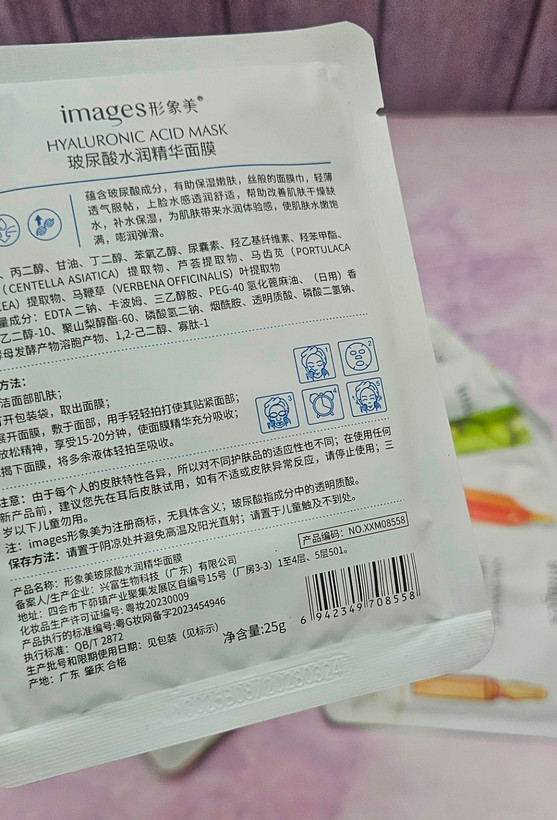 images形象美®
HYALURONIC ACID MASK
玻尿酸水润精华面膜
蕴含玻尿酸成分，有助保湿嫩肤，丝般的面膜巾，轻薄
透气服帖，上脸水感透润舒适，帮助改善肌肤干燥缺
水，补水保湿，为肌肤带来水润体验感，使肌肤水嫩饱
满，嘭润弹滑。
、丙二醇、甘油、丁二醇、苯氧乙醇、尿囊素、羟乙基纤维素、羟苯甲酯、
（CENTELLA ASIATICA）提取物、芦荟提取物、马齿苋（PORTULACA
EA）提取物、马鞭草（VERBENA OFFICINALIS）叶提取物
量成分：EDTA 二钠、卡波姆、三乙醇胺、PEG-40 氢化蓖麻油、（日用）香
乙二醇-10、聚山梨醇酯-60、磷酸氢二钠、烟酰胺、透明质酸、磷酸二氢钠、
母发酵产物溶胞产物、1,2-己二醇、寡肽-1
方法：
洁面部肌肤；
开包装袋，取出面膜；
展开面膜，敷于面部，用手轻轻拍打使其贴紧面部；
放松精神，享受15-20分钟，使面膜精华充分吸收；
揭下面膜，将多余液体轻拍至吸收。
2
3
注意：由于每个人的皮肤特性各异，所以对不同护肤品的适应性也不同；在使用任何
新产品前，建议您先在耳后皮肤试用，如有不适或皮肤异常反应，请停止使用；三
岁以下儿童勿用。
注：images形象美为注册商标，无具体含义；玻尿酸指成分中的透明质酸。
保存方法：请置于阴凉处并避免高温及阳光直射；请置于儿童触及不到处。
产品编码：NO.XXM08558
产品名称：形象美玻尿酸水润精华面膜
备案人/生产企业：兴富生物科技（广东）有限公司
地址：四会市下茆镇产业聚集发展区自编号15号（厂房3-3）1至4层、5层501。
化妆品生产许可证编号：粤妆20230009
产品执行的标准编号：粤G妆网备字2023454946
执行标准：QB/T 2872
生产批号和限期使用日期：见包装（见标示）
产地：广东 肇庆 合格
净含量:25g
6 942349 708558